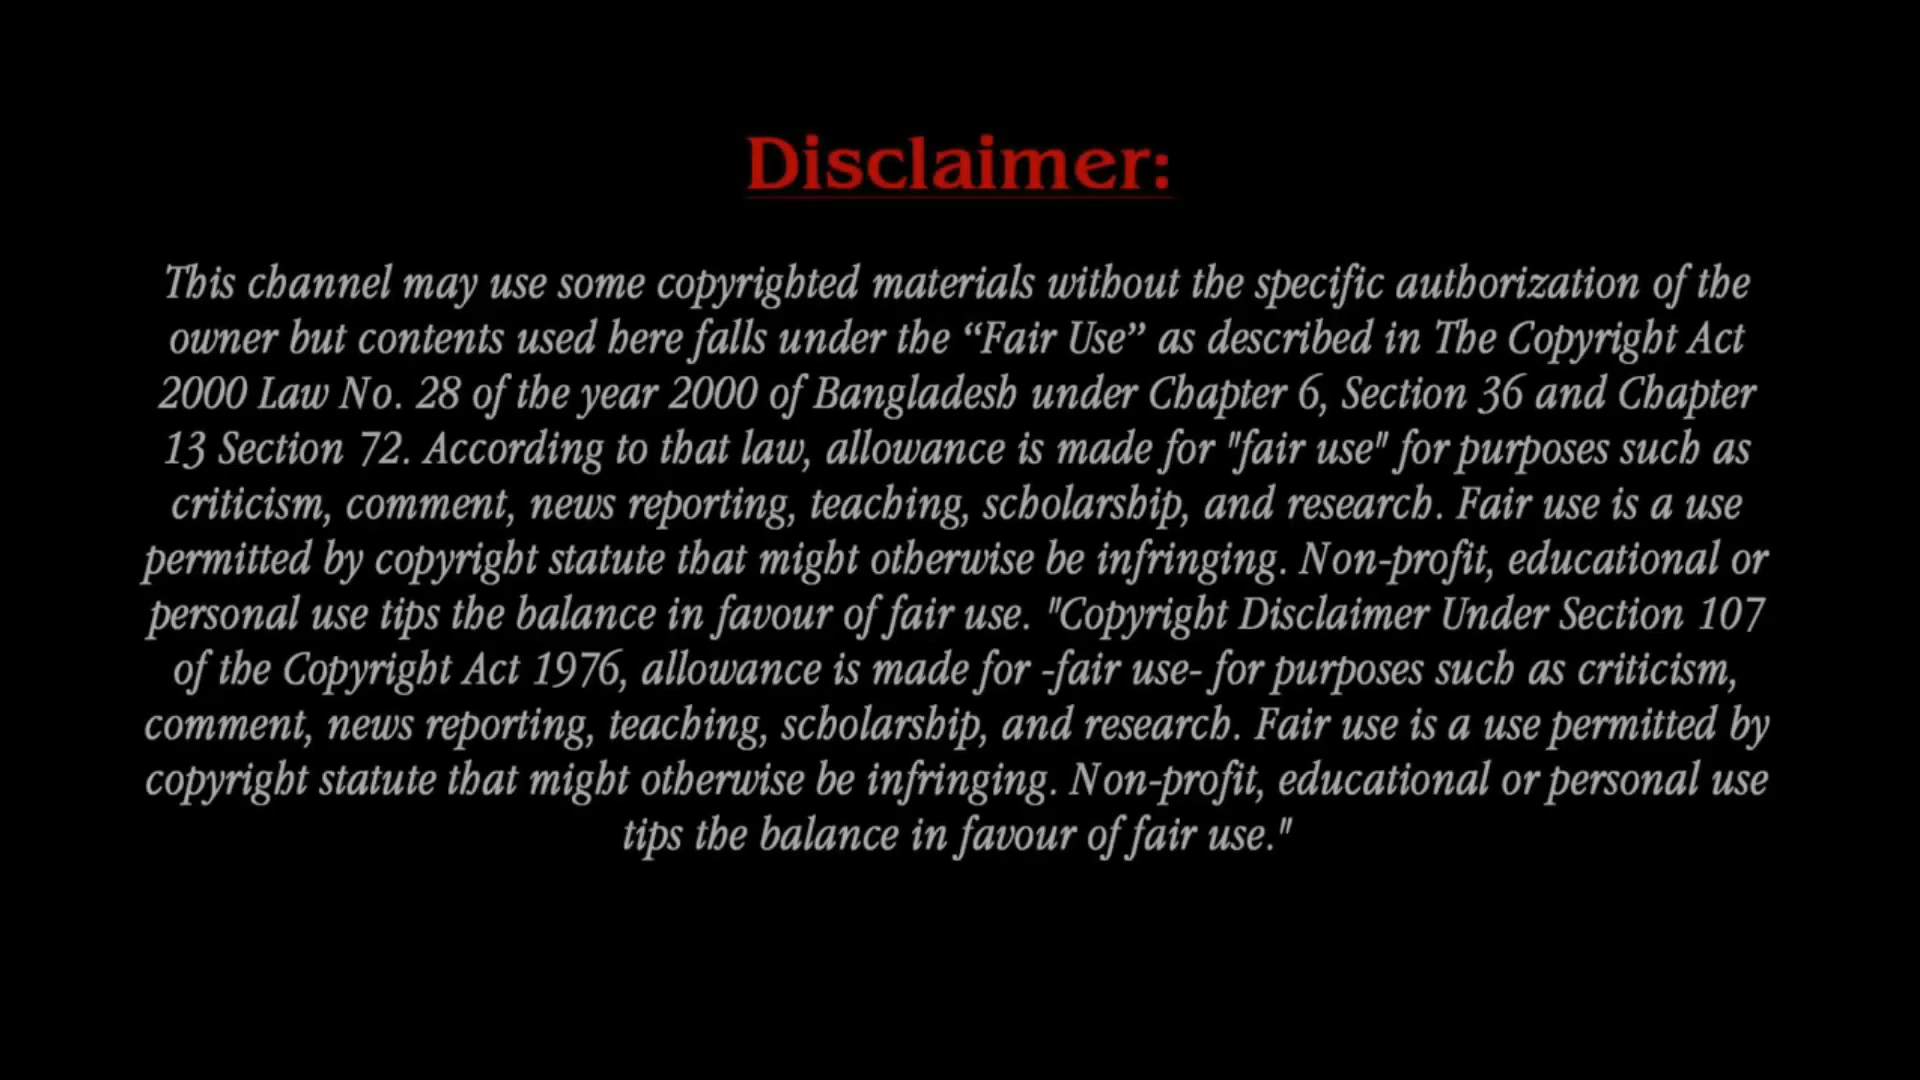 Disclaimer:
This channel may use some copyrighted materials without the specific authorization of the
owner but contents used here falls under the “Fair Use” as described in The Copyright Act
2000 Law No. 28 of the year 2000 of Bangladesh under Chapter 6, Section 36 and Chapter
13 Section 72. According to that law, allowance is made for "fair use" for purposes such as
criticism, comment, news reporting, teaching, scholarship, and research. Fair use is a use
permitted by copyright statute that might otherwise be infringing. Non-profit, educational or
personal use tips the balance in favour of fair use. "Copyright Disclaimer Under Section 107
of the Copyright Act 1976, allowance is made for -fair use- for purposes such as criticism,
comment, news reporting, teaching, scholarship, and research. Fair use is a use permitted by
copyright statute that might otherwise be infringing. Non-profit, educational or personal use
tips the balance in favour of fair use."